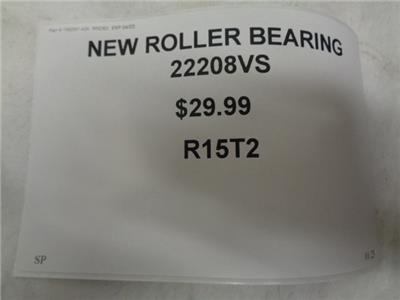 NEW ROLLER BEARING
22208VS
$29.99
R15T2
SP